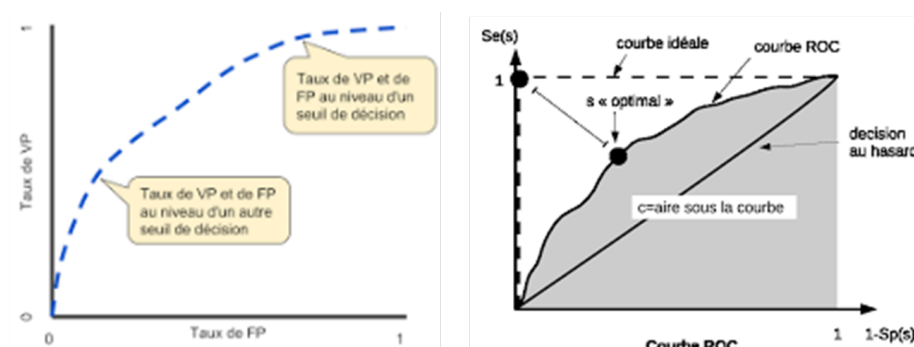 1
Taux de VP
0
Taux de VP et de
FP au niveau d'un
seuil de décision
Taux de VP et de FP
au niveau d'un autre
seuil de décision
0
Taux de FP
1
Se(s)
courbe idéale
courbe ROC
1
s « optimal »
decision
au hasard
c=aire sous la courbe
1
1-Sp(s)
Courbe ROC